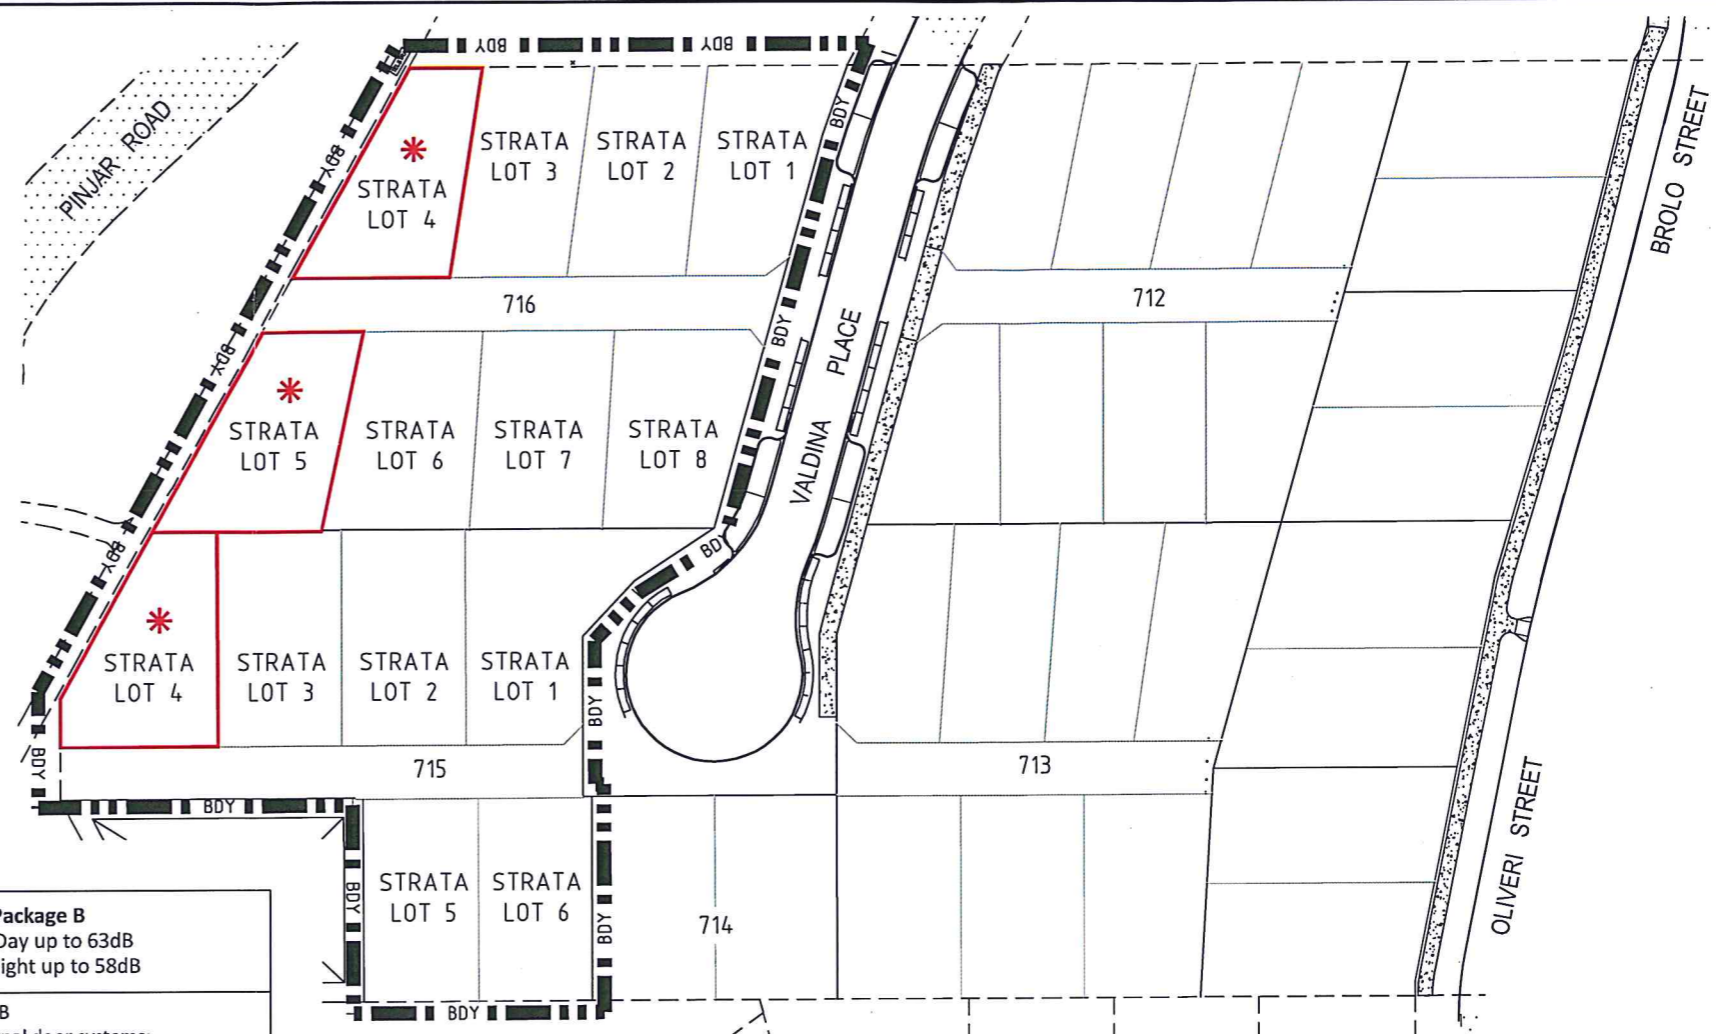 BDY
BDY
PINJAR ROAD
BDY
BDY
BROLO STREET
STRATA
LOT 4
STRATA
LOT 3
STRATA
LOT 2
STRATA
LOT 1
716
712
BDY
BDY
VALDINA PLACE
STRATA
LOT 5
STRATA
LOT 6
STRATA
LOT 7
STRATA
LOT 8
BDY
BDY
STRATA
LOT 4
STRATA
LOT 3
STRATA
LOT 2
STRATA
LOT 1
BDY
BDY
715
713
BDY
OLIVERI STREET
STRATA
LOT 5
STRATA
LOT 6
BDY
BDY
714
BDY
Package B
Day up to 63dB
ight up to 58dB
B